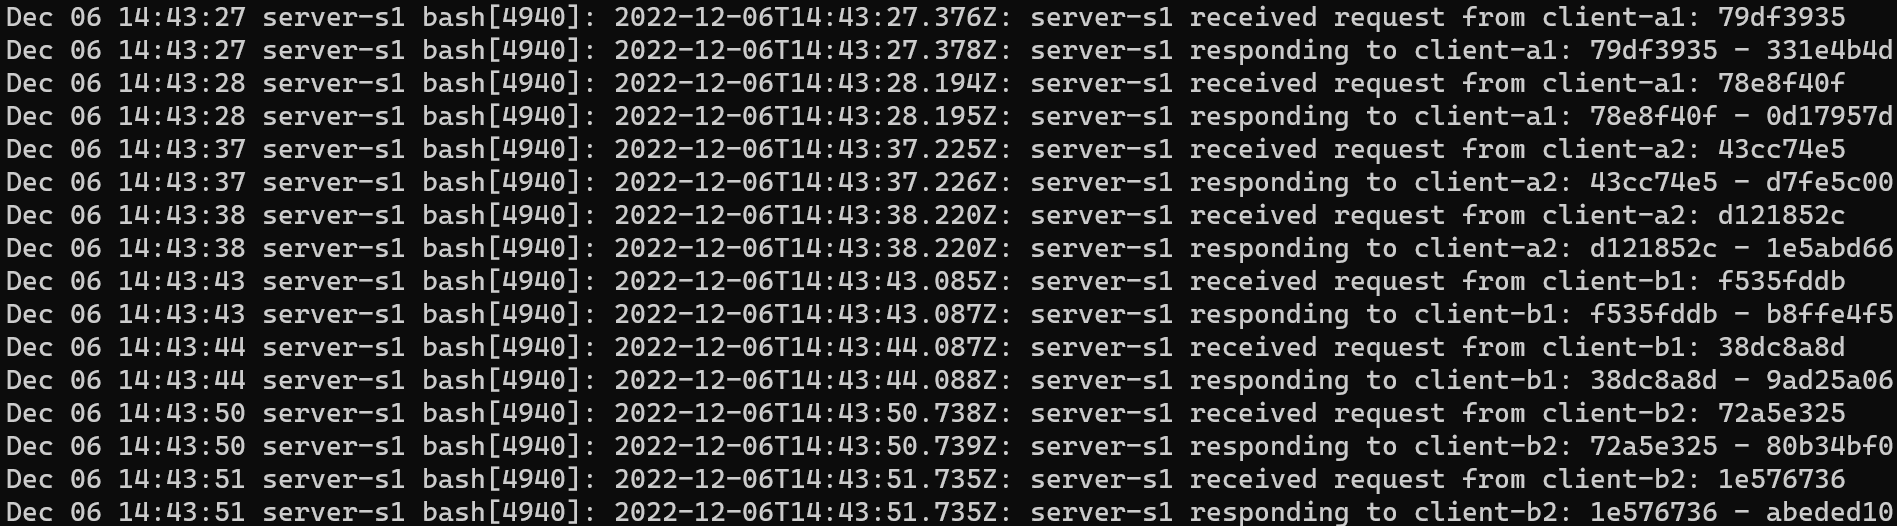 Dec 06 14:43:27 server-s1 bash[4940]: 2022-12-06T14:43:27.376Z: server-s1 received request from client-a1: 79df3935
Dec 06 14:43:27 server-s1 bash[4940]: 2022-12-06T14:43:27.378Z: server-s1 responding to client-a1: 79df3935 - 331e4b4d
Dec 06 14:43:28 server-s1 bash[4940]: 2022-12-06T14:43:28.194Z: server-s1 received request from client-a1: 78e8f40f
Dec 06 14:43:28 server-s1 bash[4940]: 2022-12-06T14:43:28.195Z: server-s1 responding to client-a1: 78e8f40f - 0d17957d
Dec 06 14:43:37 server-s1 bash[4940]: 2022-12-06T14:43:37.225Z: server-s1 received request from client-a2: 43cc74e5
Dec 06 14:43:37 server-s1 bash[4940]: 2022-12-06T14:43:37.226Z: server-s1 responding to client-a2: 43cc74e5 - d7fe5c00
Dec 06 14:43:38 server-s1 bash[4940]: 2022-12-06T14:43:38.220Z: server-s1 received request from client-a2: d121852c
Dec 06 14:43:38 server-s1 bash[4940]: 2022-12-06T14:43:38.220Z: server-s1 responding to client-a2: d121852c - 1e5abd66
Dec 06 14:43:43 server-s1 bash[4940]: 2022-12-06T14:43:43.085Z: server-s1 received request from client-b1: f535fddb
Dec 06 14:43:43 server-s1 bash[4940]: 2022-12-06T14:43:43.087Z: server-s1 responding to client-b1: f535fddb - b8ffe4f5
Dec 06 14:43:44 server-s1 bash[4940]: 2022-12-06T14:43:44.087Z: server-s1 received request from client-b1: 38dc8a8d
Dec 06 14:43:44 server-s1 bash[4940]: 2022-12-06T14:43:44.088Z: server-s1 responding to client-b1: 38dc8a8d - 9ad25a06
Dec 06 14:43:50 server-s1 bash[4940]: 2022-12-06T14:43:50.738Z: server-s1 received request from client-b2: 72a5e325
Dec 06 14:43:50 server-s1 bash[4940]: 2022-12-06T14:43:50.739Z: server-s1 responding to client-b2: 72a5e325 - 80b34bf0
Dec 06 14:43:51 server-s1 bash[4940]: 2022-12-06T14:43:51.735Z: server-s1 received request from client-b2: 1e576736
Dec 06 14:43:51 server-s1 bash[4940]: 2022-12-06T14:43:51.735Z: server-s1 responding to client-b2: 1e576736 - abeded10